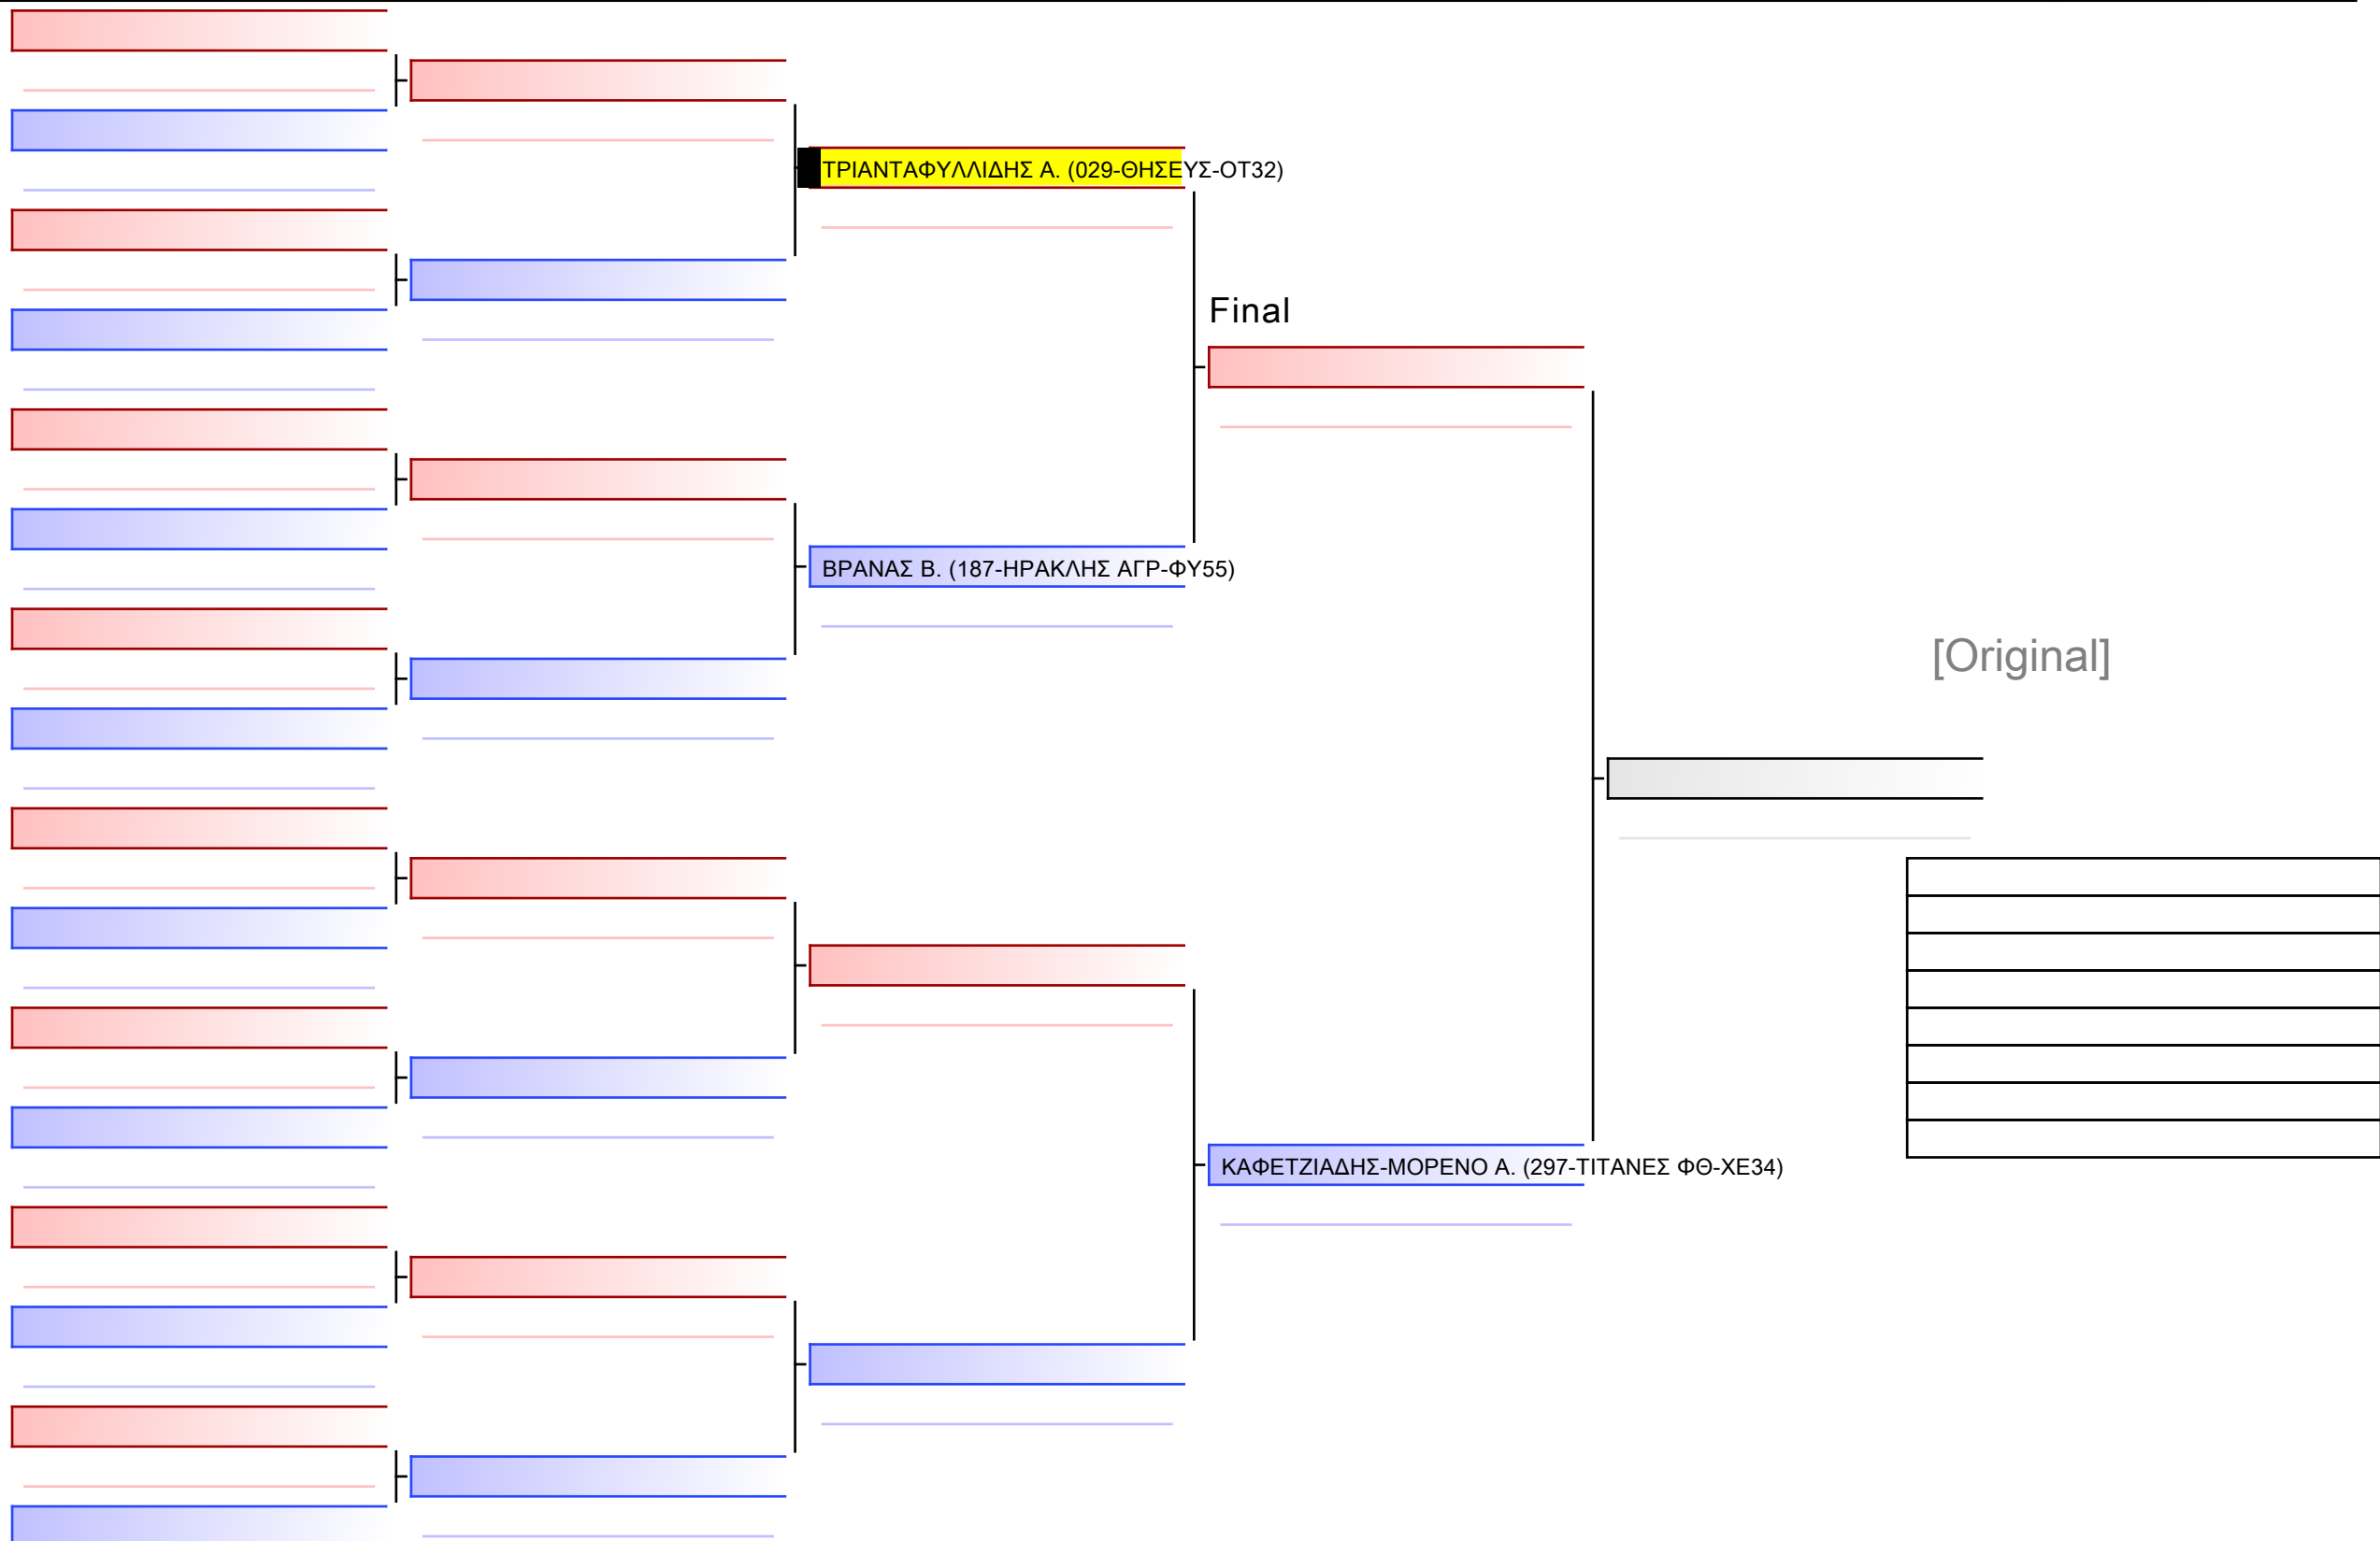 ΤΡΙΑΝΤΑΦΥΛΛΙΔΗΣ Α. (029-ΘΗΣΕΥΣ-ΟΤ32)
Final
ΒΡΑΝΑΣ Β. (187-ΗΡΑΚΛΗΣ ΑΓΡ-ΦΥ55)
[Original]
ΚΑΦΕΤΖΙΑΔΗΣ-ΜΟΡΕΝΟ Α. (297-ΤΙΤΑΝΕΣ ΦΘ-ΧΕ34)